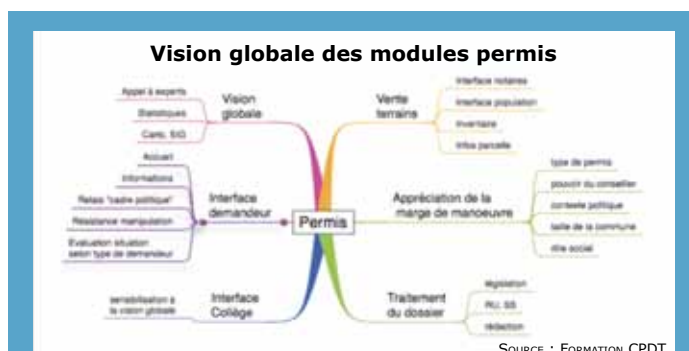 Vision globale des modules permis
Appel à experts
Statistiques
Carto, SIG
Vision
globale
Accueil
Informations
Relais "cadre politique"
Résistance manipulation
Evaluation situation
selon type de demandeur
Interface
demandeur
sensibilisation à
la vision globale
Interface
Collège
Permis
Vente
terrains
Interface notaires
Interface population
Inventaire
Infos parcelle
Appréciation de la
marge de manoeuvre
type de permis
pouvoir du conseiller
contexte politique
taille de la commune
rôle social
Traitement
du dossier
législation
RU, SS
rédaction
Source : Formation CPDT